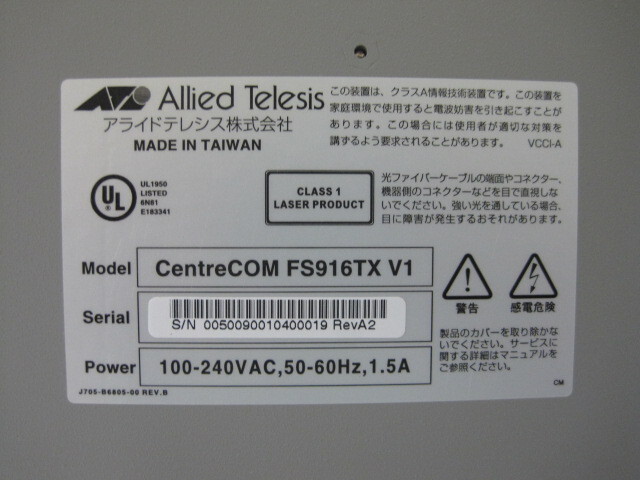 Allied Telesis
アライドテレシス株式会社
MADE IN TAIWAN
この装置は、クラスA情報技術装置です。この装置を
家庭環境で使用すると電波妨害を引き起こすことが
あります。この場合には使用者が適切な対策を
講ずるよう要求されることがあります。 VCCI-A
UL
UL1950
LISTED
6N81
E183341
CLASS 1
LASER PRODUCT
光ファイバーケーブルの端面やコネクター、
機器側のコネクターなどを目で直視しな
いでください。強い光を通している場合、
目に障害が発生するおそれがあります。
Model CentreCOM FS916TX V1
Serial
S/N 0050090010400019 RevA2
Power 100-240VAC,50-60Hz,1.5A
警告 感電危険
製品のカバーを取り除かな
いでください。サービスに
関する詳細はマニュアルを
ご参照ください。
J705-B6805-00 REV.B
CM